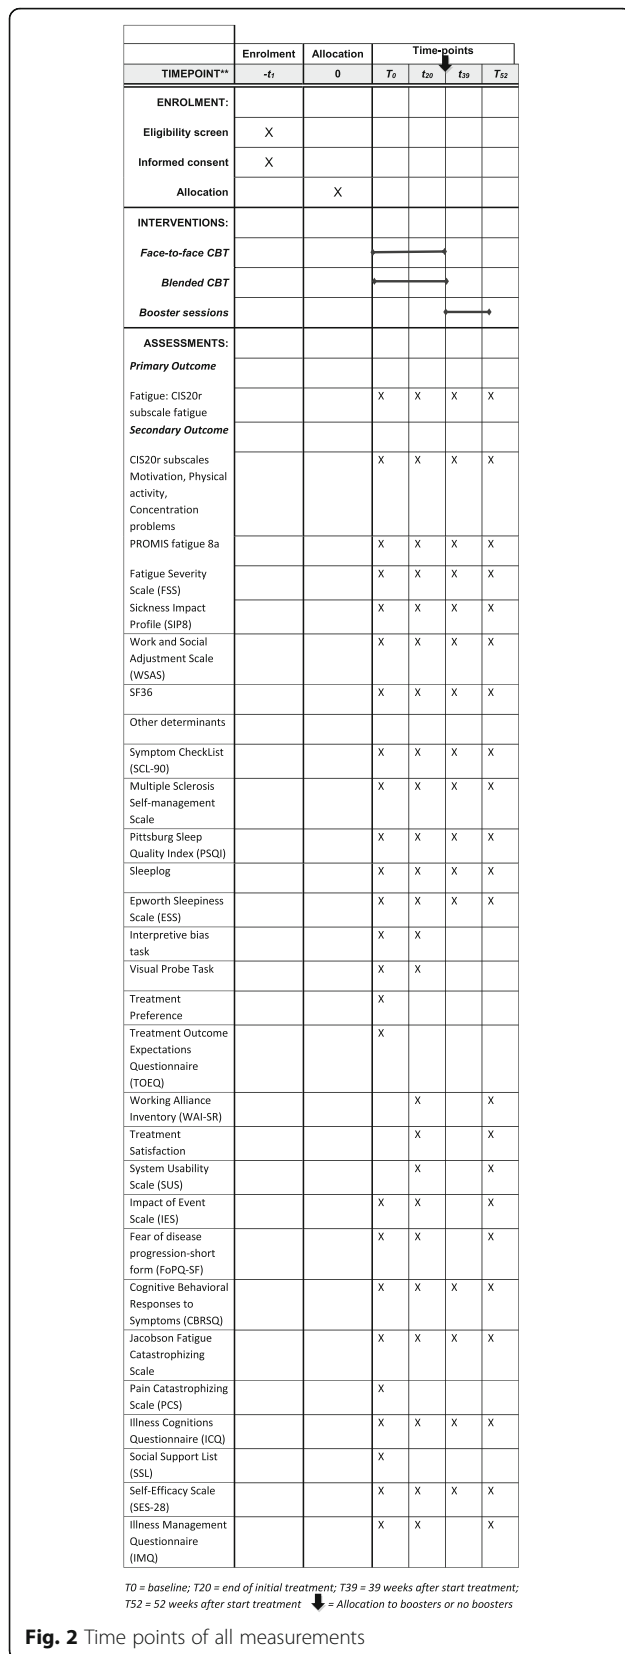 Enrolment Allocation Time-points
TIMEPOINT** -t1 0 T0 t20 t39 T52
ENROLMENT:
Eligibility screen X
Informed consent X
Allocation X
INTERVENTIONS:
Face-to-face CBT
Blended CBT
Booster sessions
ASSESSMENTS:
Primary Outcome
Fatigue: CIS20r X X X X
subscale fatigue
Secondary Outcome
CIS20r subscales X X X X
Motivation, Physical
activity,
Concentration
problems
PROMIS fatigue 8a X X X X
Fatigue Severity X X X X
Scale (FSS)
Sickness Impact X X X X
Profile (SIP8)
Work and Social X X X X
Adjustment Scale
(WSAS)
SF36 X X X X
Other determinants
Symptom CheckList X X X X
(SCL-90)
Multiple Sclerosis X X X X
Self-management
Scale
Pittsburg Sleep X X X X
Quality Index (PSQI)
Sleeplog X X X X
Epworth Sleepiness X X X X
Scale (ESS)
Interpretive bias X X
task
Visual Probe Task X X
Treatment X
Preference
Treatment Outcome X
Expectations
Questionnaire
(TOEQ)
Working Alliance X X
Inventory (WAI-SR)
Treatment X X
Satisfaction
System Usability X X
Scale (SUS)
Impact of Event X X X
Scale (IES)
Fear of disease X X X
progression-short
form (FoPQ-SF)
Cognitive Behavioral X X X X
Responses to
Symptoms (CBRSQ)
Jacobson Fatigue X X X X
Catastrophizing
Scale
Pain Catastrophizing X
Scale (PCS)
Illness Cognitions X X X X
Questionnaire (ICQ)
Social Support List X
(SSL)
Self-Efficacy Scale X X X X
(SES-28)
Illness Management X X X
Questionnaire
(IMQ)
T0 = baseline; T20 = end of initial treatment; T39 = 39 weeks after start treatment;
T52 = 52 weeks after start treatment = Allocation to boosters or no boosters
Fig. 2 Time points of all measurements